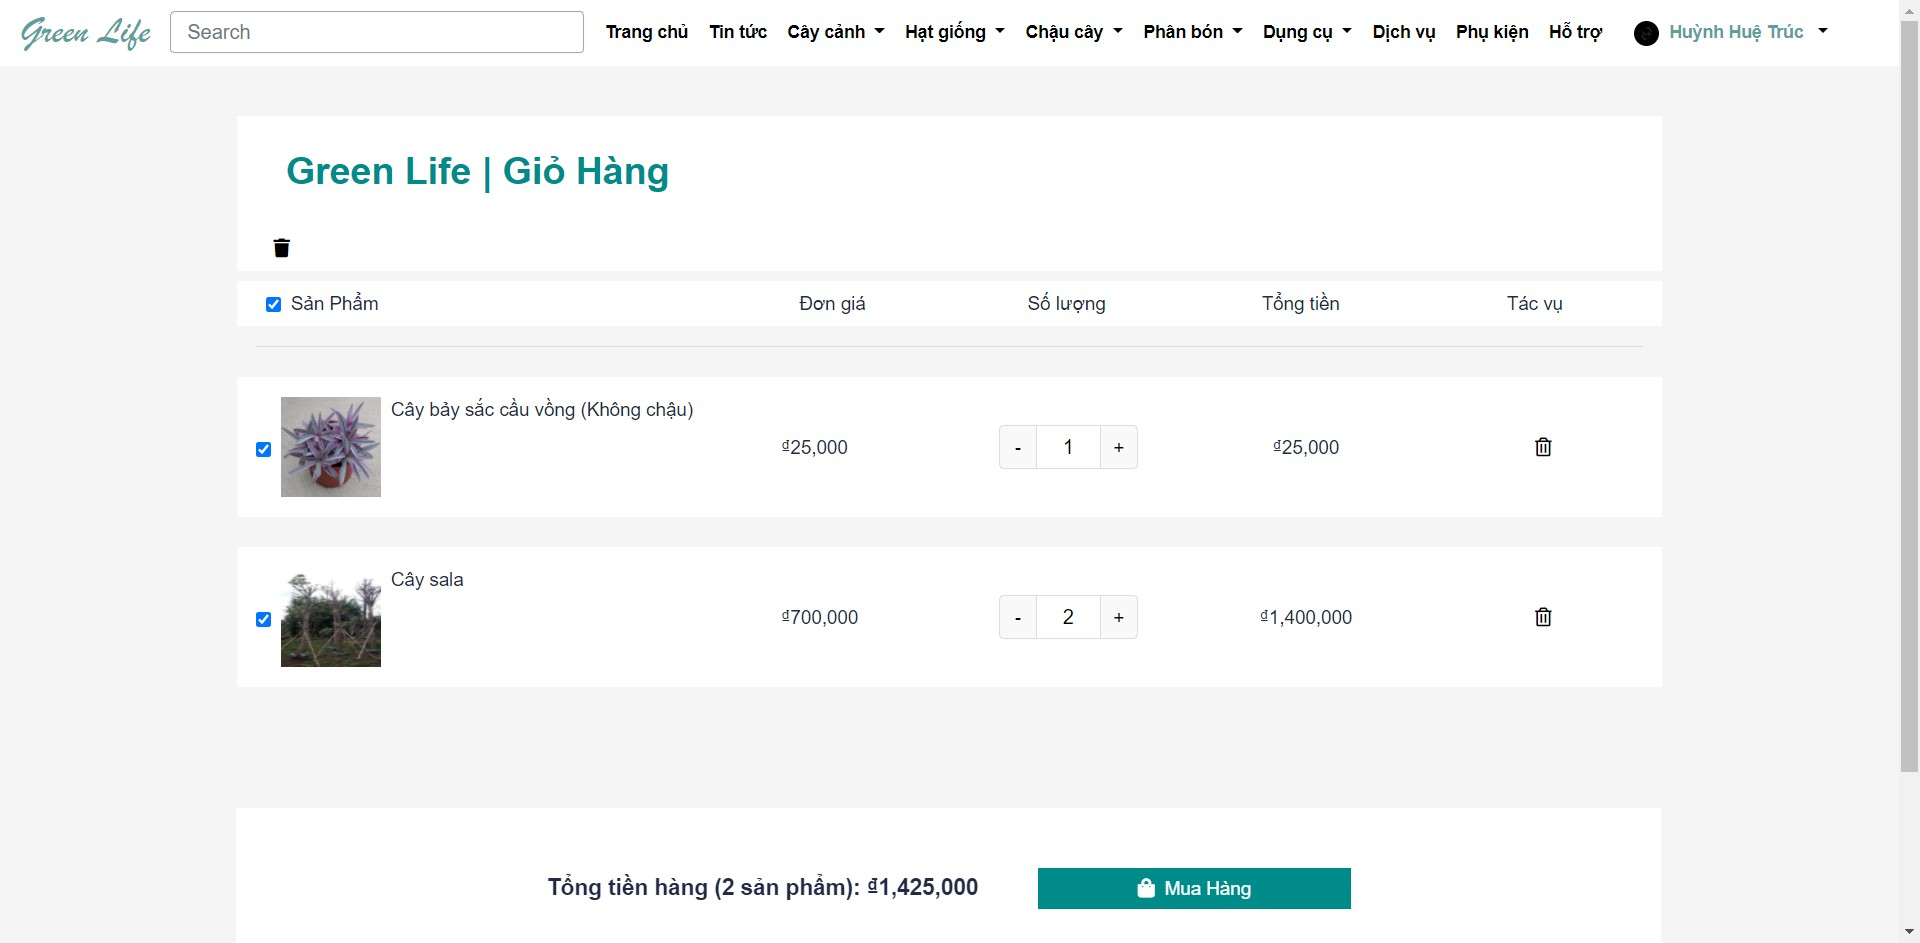 Green Life Search Trang chủ Tin tức Cây cảnh Hạt giống Chậu cây Phân bón Dụng cụ Dịch vụ Phụ kiện Hỗ trợ Huỳnh Huệ Trúc
Green Life | Giỏ Hàng
Sản Phẩm Đơn giá Số lượng Tổng tiền Tác vụ
Cây bảy sắc cầu vồng (Không chậu)
₫25,000 - 1 + ₫25,000
Cây sala
₫700,000 - 2 + ₫1,400,000
Tổng tiền hàng (2 sản phẩm): ₫1,425,000 Mua Hàng